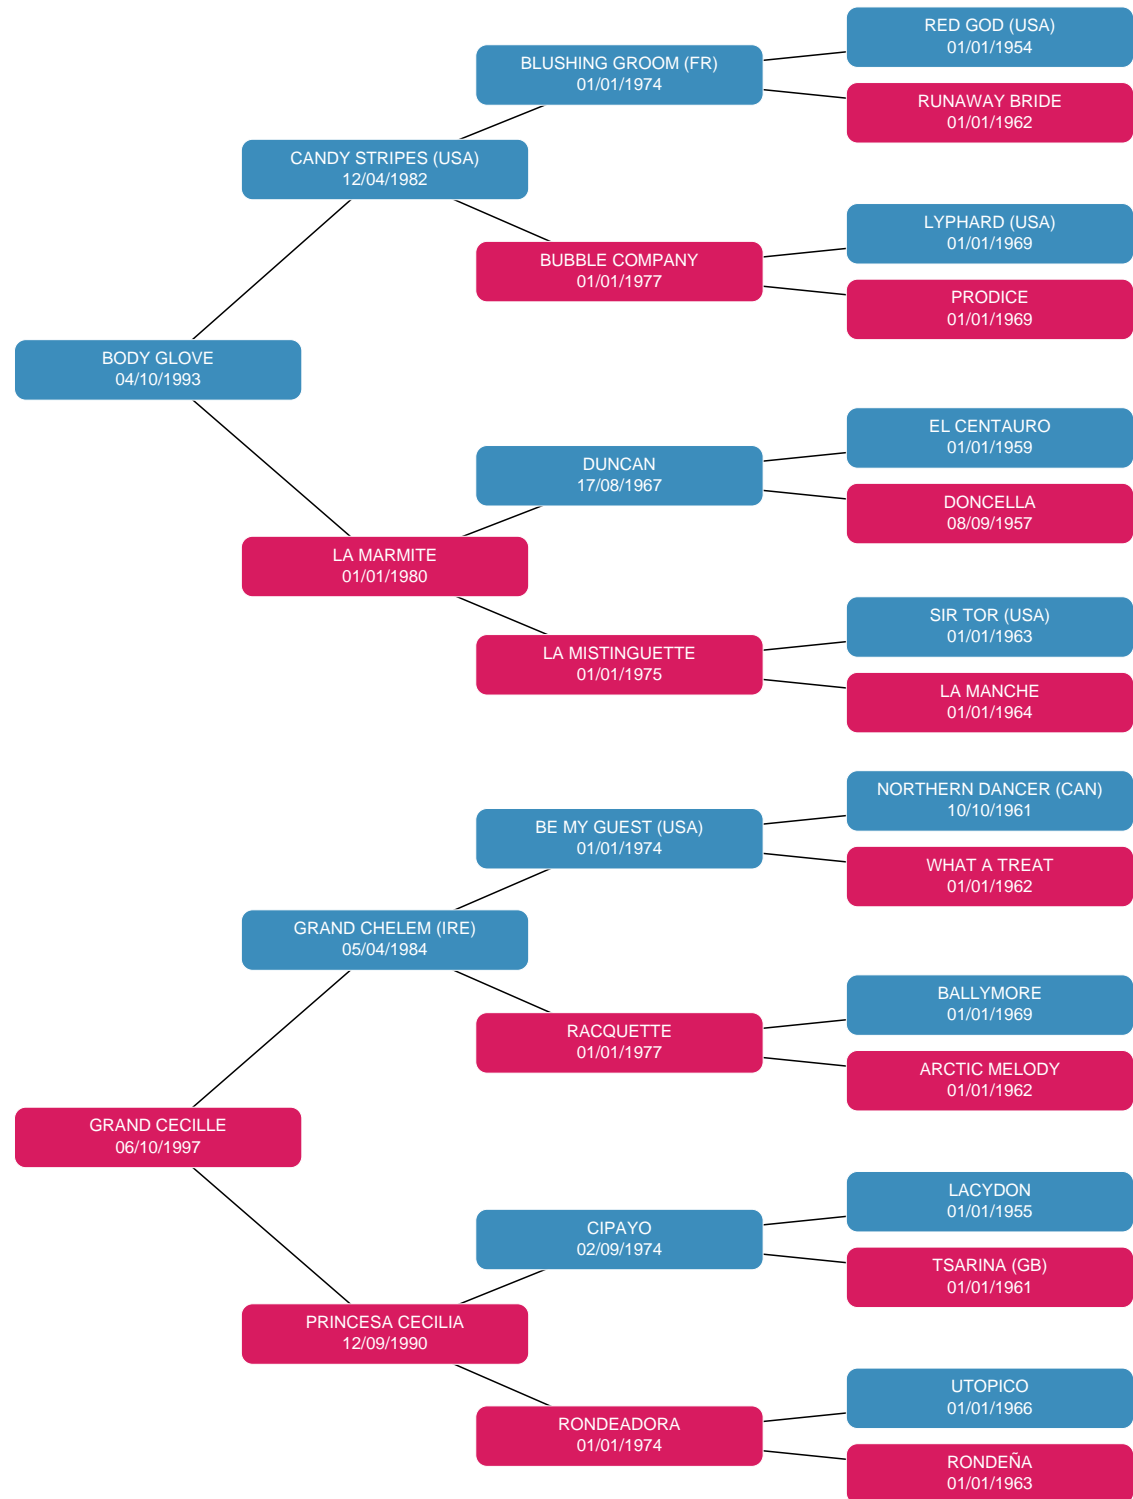 RED GOD (USA)
01/01/1954
BLUSHING GROOM (FR)
01/01/1974
RUNAWAY BRIDE
01/01/1962
CANDY STRIPES (USA)
12/04/1982
LYPHARD (USA)
01/01/1969
BUBBLE COMPANY
01/01/1977
PRODICE
01/01/1969
BODY GLOVE
04/10/1993
EL CENTAURO
01/01/1959
DUNCAN
17/08/1967
DONCELLA
08/09/1957
LA MARMITE
01/01/1980
SIR TOR (USA)
01/01/1963
LA MISTINGUETTE
01/01/1975
LA MANCHE
01/01/1964
NORTHERN DANCER (CAN)
10/10/1961
BE MY GUEST (USA)
01/01/1974
WHAT A TREAT
01/01/1962
GRAND CHELEM (IRE)
05/04/1984
BALLYMORE
01/01/1969
RACQUETTE
01/01/1977
ARCTIC MELODY
01/01/1962
GRAND CECILLE
06/10/1997
LACYDON
01/01/1955
CIPAYO
02/09/1974
TSARINA (GB)
01/01/1961
PRINCESA CECILIA
12/09/1990
UTOPICO
01/01/1966
RONDEADORA
01/01/1974
RONDEÑA
01/01/1963